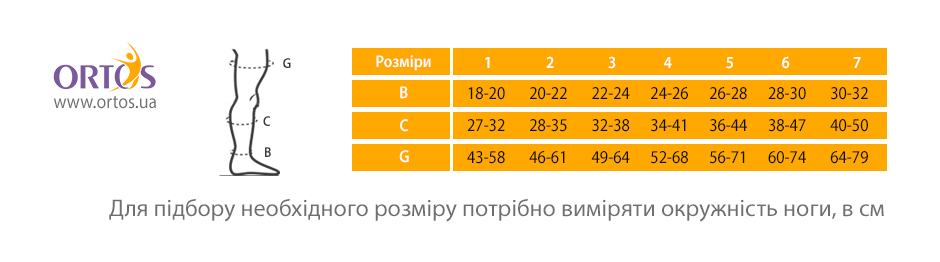 ORTOS
www.ortos.ua
G
C
B
Розміри 1 2 3 4 5 6 7
B 18-20 20-22 22-24 24-26 26-28 28-30 30-32
C 27-32 28-35 32-38 34-41 36-44 38-47 40-50
G 43-58 46-61 49-64 52-68 56-71 60-74 64-79
Для підбору необхідного розміру потрібно виміряти окружність ноги, в см